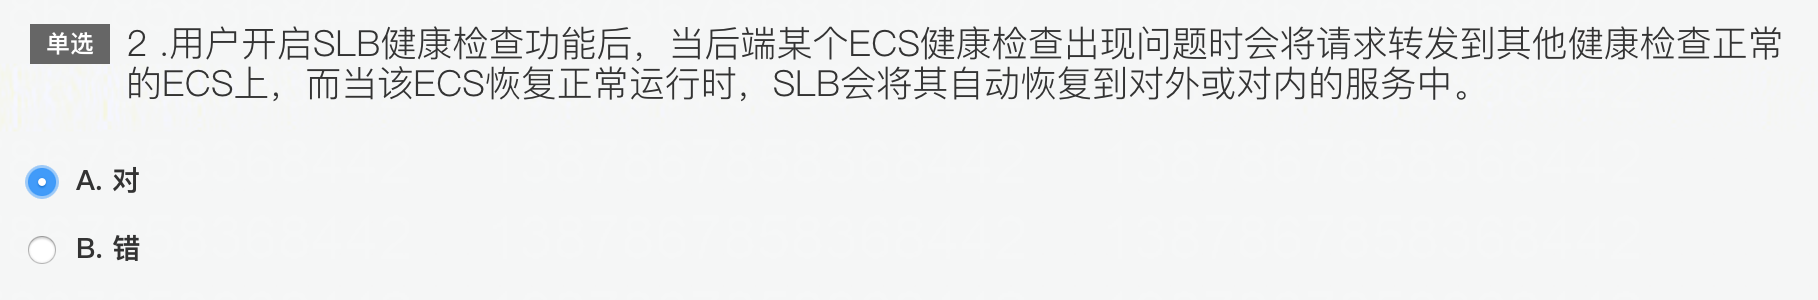 单选 2 .用户开启SLB健康检查功能后，当后端某个ECS健康检查出现问题时会将请求转发到其他健康检查正常
的ECS上，而当该ECS恢复正常运行时，SLB会将其自动恢复到对外或对内的服务中。
A. 对
B. 错